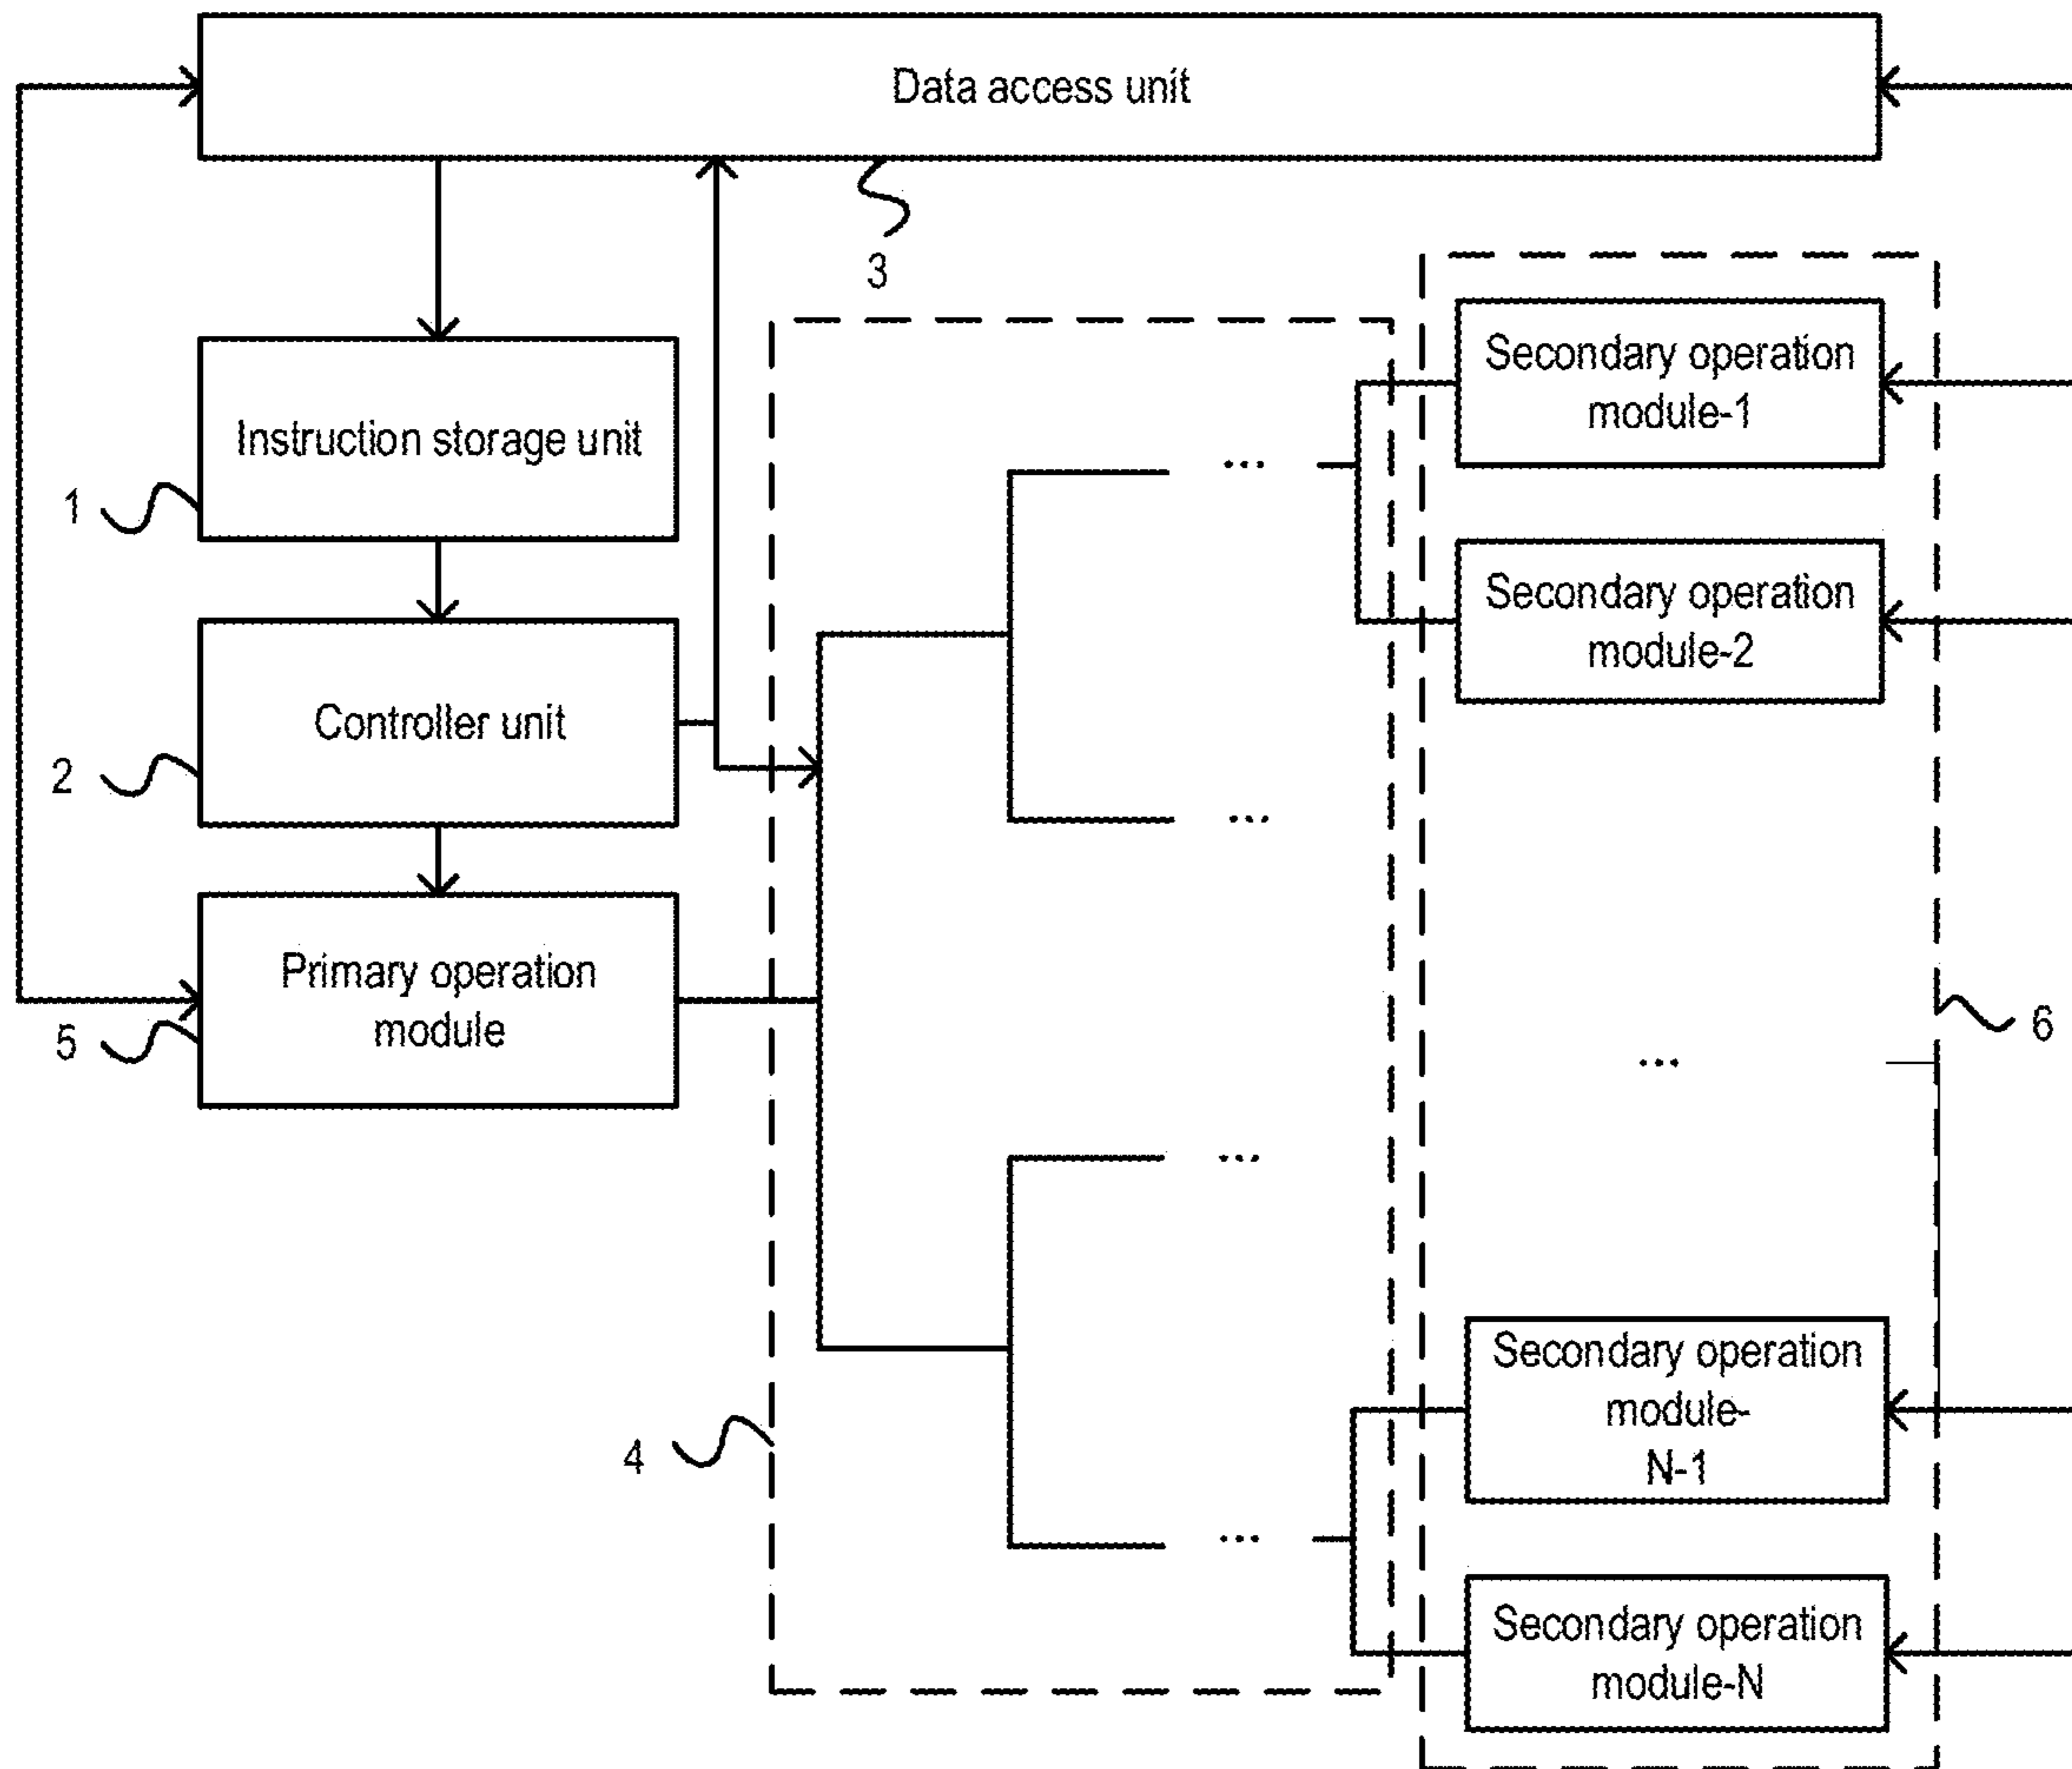 Data access unit
3
Instruction storage unit
1
Controller unit
2
Primary operation
module
5
4
...
...
...
...
Secondary operation
module-1
Secondary operation
module-2
...
6
Secondary operation
module-
N-1
Secondary operation
module-N